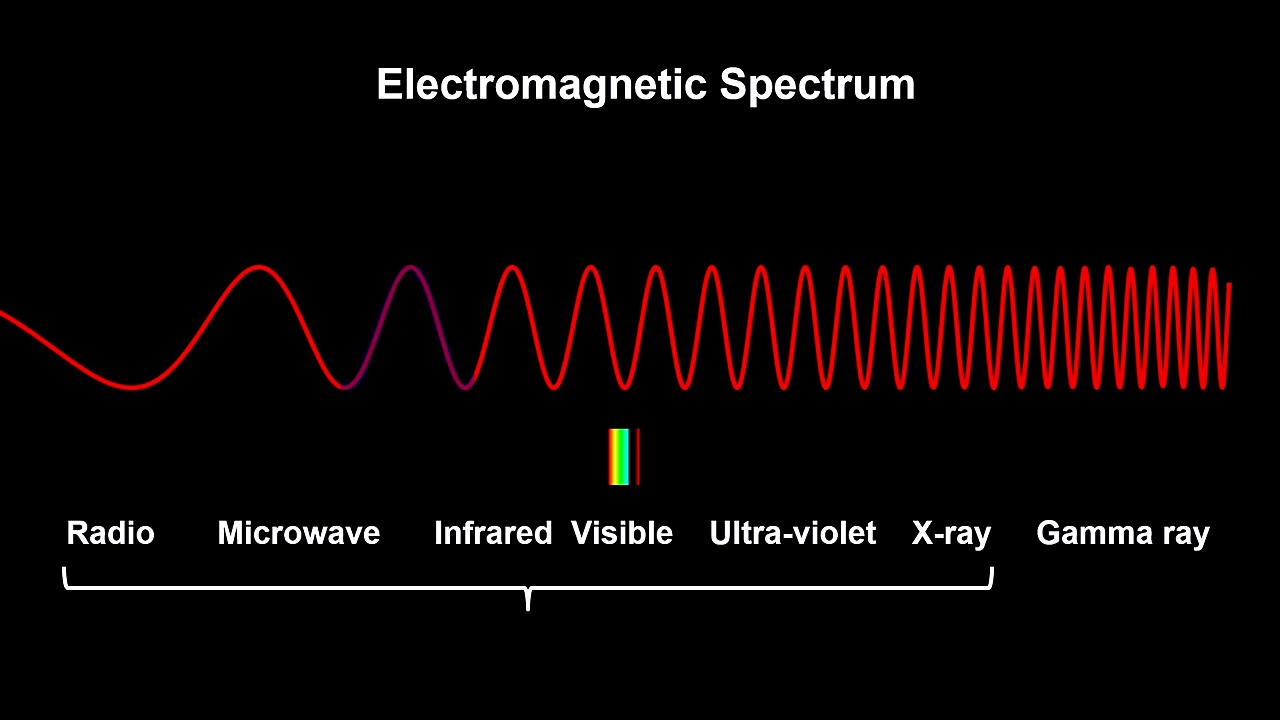 Electromagnetic Spectrum
Radio Microwave Infrared Visible Ultra-violet X-ray Gamma ray